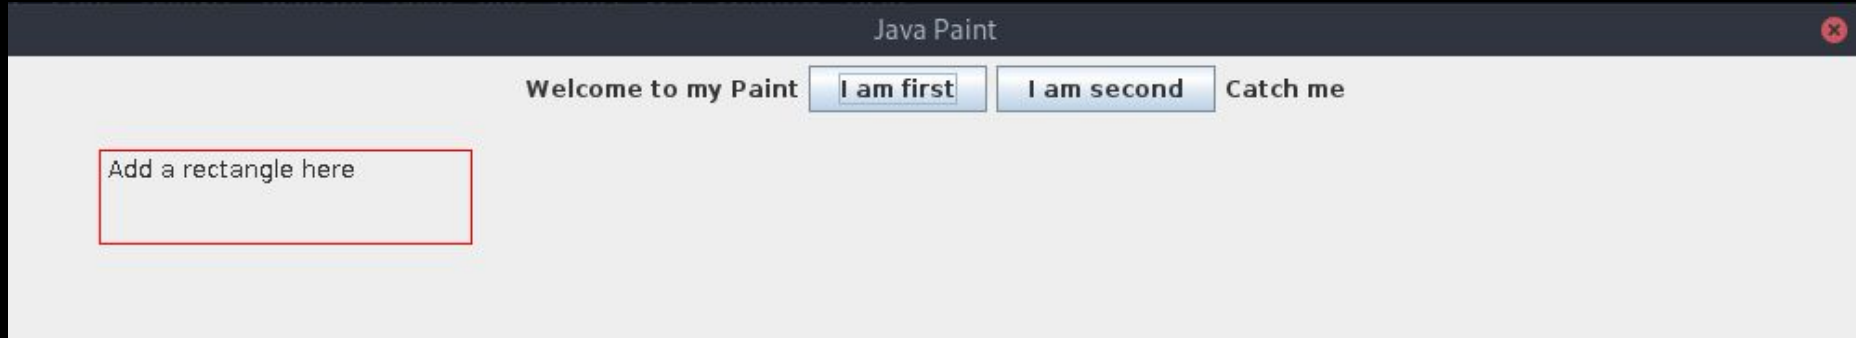 Java Paint
Welcome to my Paint I am first I am second Catch me
Add a rectangle here